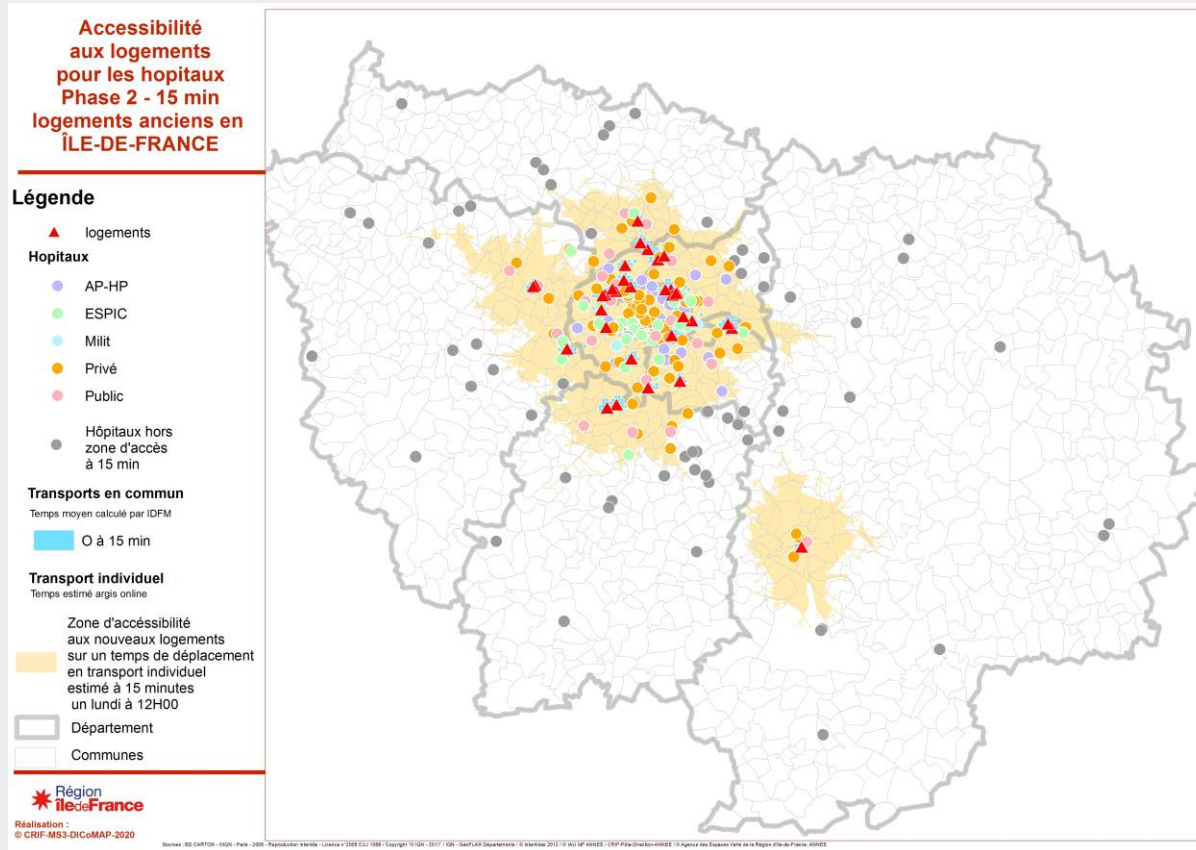 Accessibilité
aux logements
pour les hopitaux
Phase 2 - 15 min
logements anciens en
ÎLE-DE-FRANCE
Légende
logements
Hopitaux
AP-HP
ESPIC
Milit
Privé
Public
Hôpitaux hors
zone d'accès
à 15 min
Transports en commun
Temps moyen calculé par IDFM
O à 15 min
Transport individuel
Temps estimé argis online
Zone d'accéssibilité
aux nouveaux logements
sur un temps de déplacement
en transport individuel
estimé à 15 minutes
un lundi à 12H00
Département
Communes
Région
îledeFrance
Réalisation :
© CRIF-MS3-DICoMAP-2020